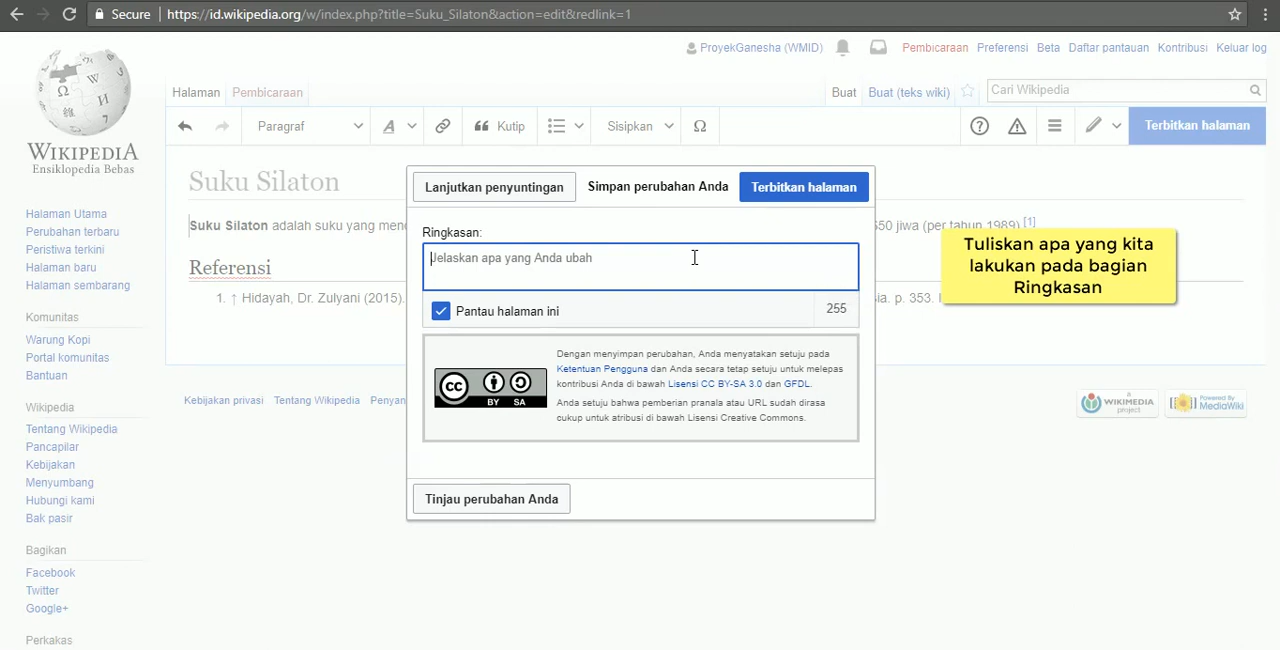 Secure https://id.wikipedia.org/w/index.php?title=Suku_Silaton&action=edit&redlink=1
ProyekGanesha (WMID) Pembicaraan Preferensi Beta Daftar pantauan Kontribusi Keluar log
Halaman Pembicaraan Buat Buat (teks wiki) Cari Wikipedia
Paragraf A Kutip Sisipkan Ω Terbitkan halaman
WIKIPEDIA
Ensiklopedia Bebas
Halaman Utama
Perubahan terbaru
Peristiwa terkini
Halaman baru
Halaman sembarang
Komunitas
Warung Kopi
Portal komunitas
Bantuan
Wikipedia
Tentang Wikipedia
Pancapilar
Kebijakan
Menyumbang
Hubungi kami
Bak pasir
Bagikan
Facebook
Twitter
Google+
Perkakas
Suku Silaton
Suku Silaton adalah suku yang 50 jiwa (per tahun 1989).[1]
Referensi
1. ↑ Hidayah, Dr. Zulyani (2015). p. 353.
Kebijakan privasi Tentang Wikipedia
Lanjutkan penyuntingan Simpan perubahan Anda Terbitkan halaman
Ringkasan:
Jelaskan apa yang Anda ubah
Pantau halaman ini 255
cc BY SA
Dengan menyimpan perubahan, Anda menyatakan setuju pada
Ketentuan Pengguna dan Anda secara tetap setuju untuk melepas
kontribusi Anda di bawah Lisensi CC BY-SA 3.0 dan GFDL.
Anda setuju bahwa pemberian pranala atau URL sudah dirasa
cukup untuk atribusi di bawah Lisensi Creative Commons.
Tinjau perubahan Anda
Tuliskan apa yang kita
lakukan pada bagian
Ringkasan
A
WIKIMEDIA
project
Powered By
MediaWiki